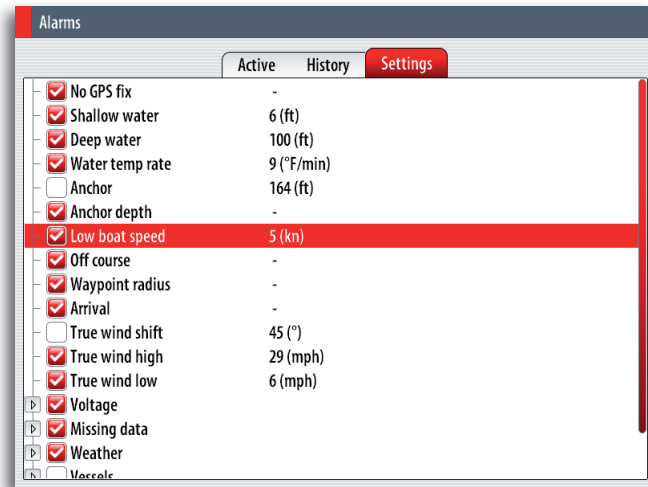 Alarms
Active History Settings
No GPS fix -
Shallow water 6 (ft)
Deep water 100 (ft)
Water temp rate 9 (°F/min)
Anchor 164 (ft)
Anchor depth -
Low boat speed 5 (kn)
Off course -
Waypoint radius -
Arrival -
True wind shift 45 (°)
True wind high 29 (mph)
True wind low 6 (mph)
Voltage
Missing data
Weather
Vessels